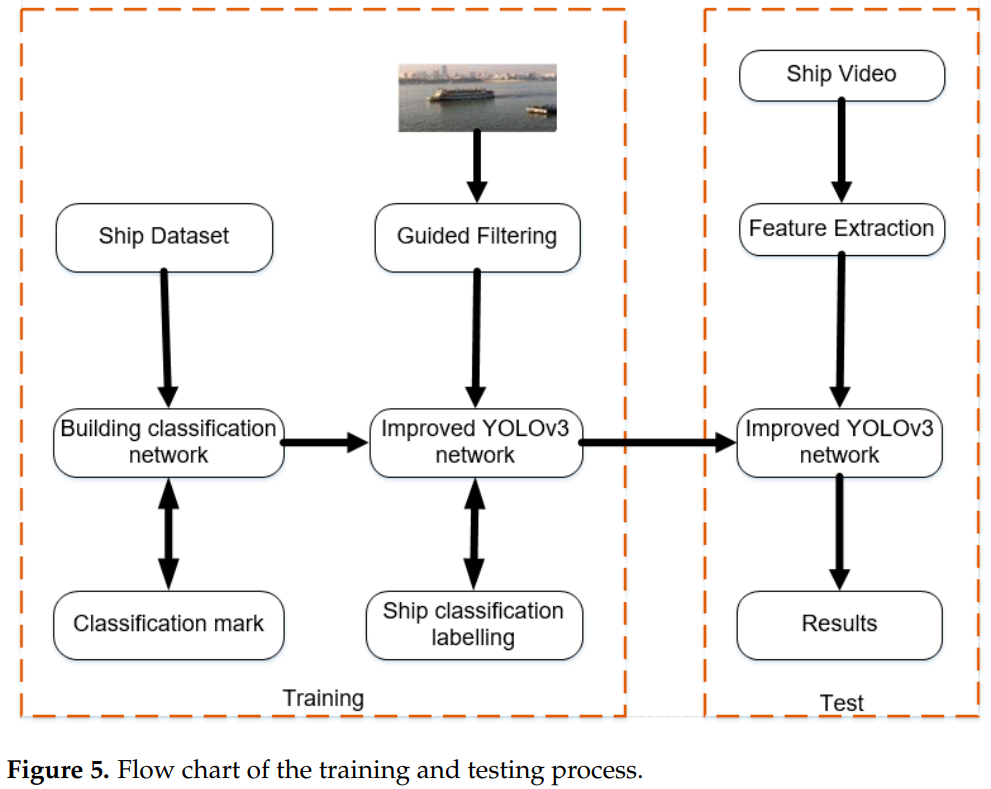 Ship Dataset
Building classification
network
Classification mark
Guided Filtering
Improved YOLOv3
network
Ship classification
labelling
Training
Ship Video
Feature Extraction
Improved YOLOv3
network
Results
Test
Figure 5. Flow chart of the training and testing process.